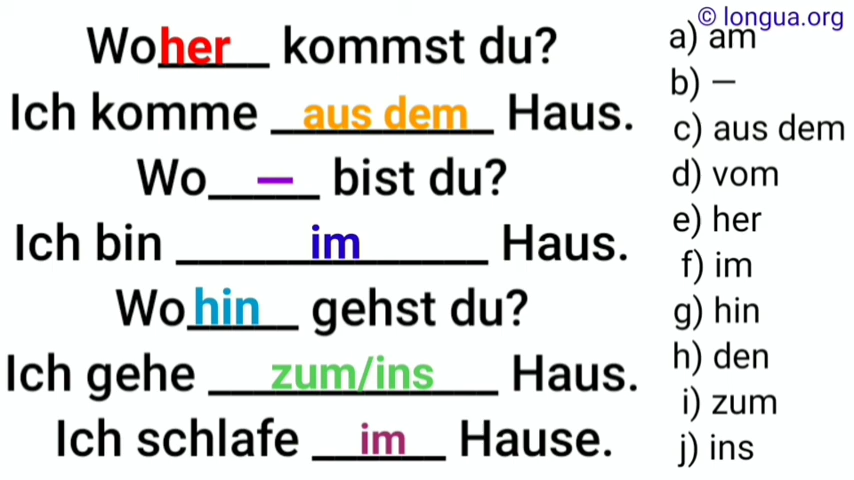 © longua.org
Woher kommst du?
Ich komme aus dem Haus.
Wo — bist du?
Ich bin im Haus.
Wohin gehst du?
Ich gehe zum/ins Haus.
Ich schlafe im Hause.
a) am
b) –
c) aus dem
d) vom
e) her
f) im
g) hin
h) den
i) zum
j) ins